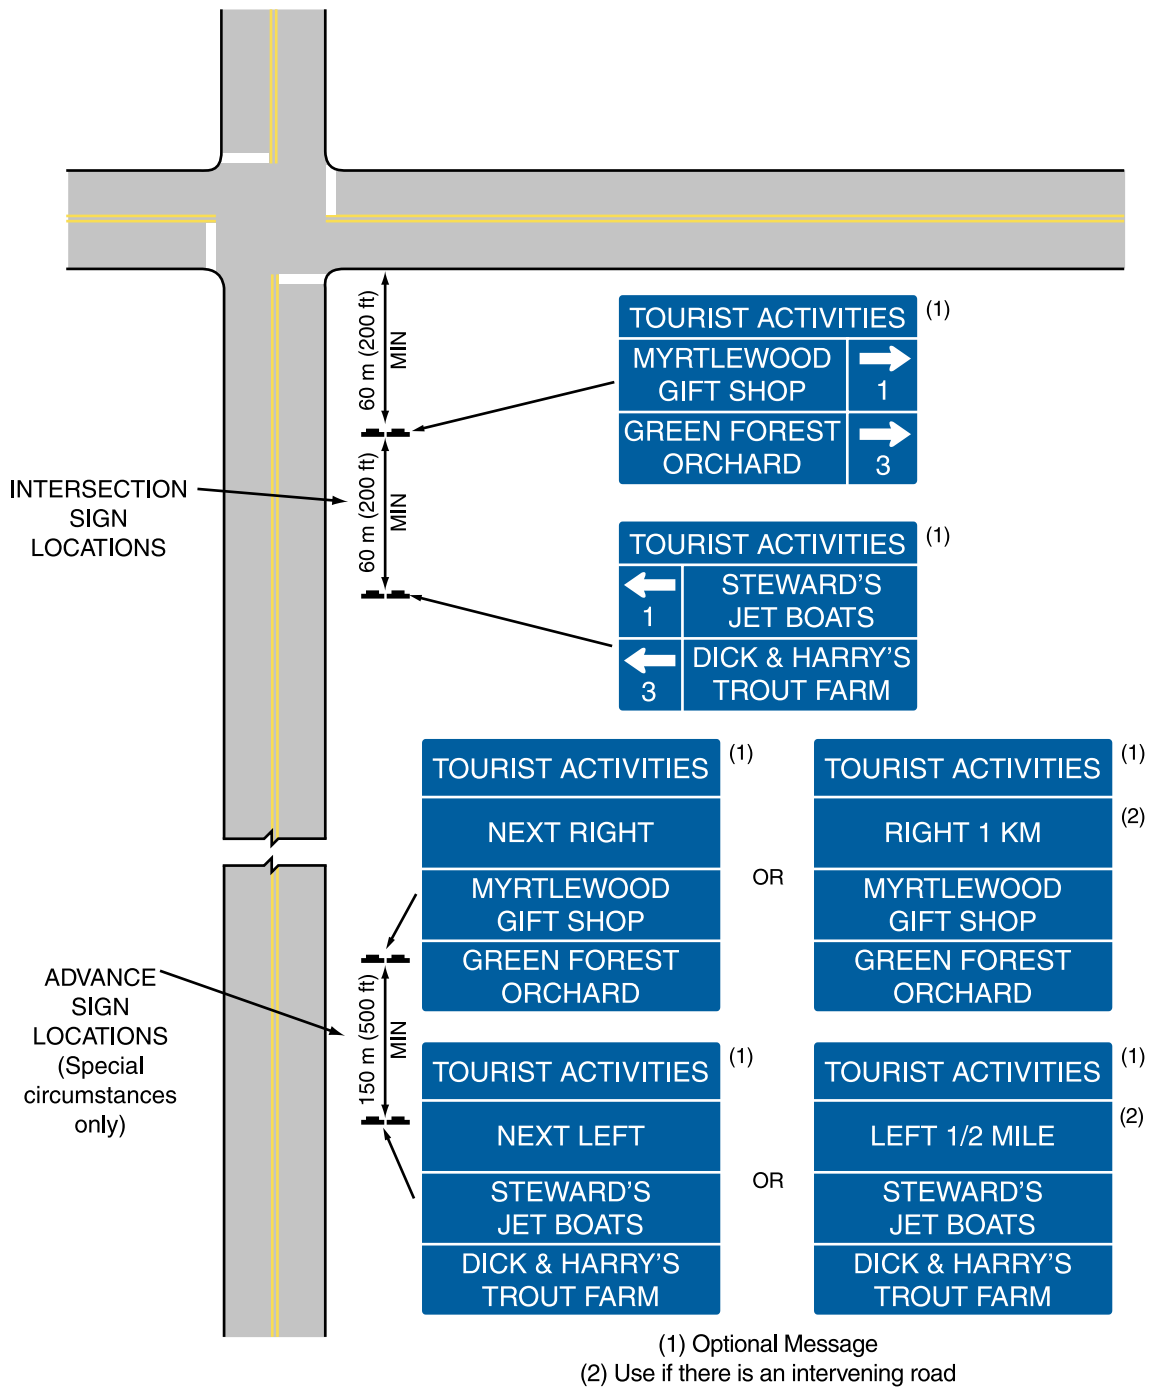 60 m (200 ft)
MIN
TOURIST ACTIVITIES (1)
MYRTLEWOOD
GIFT SHOP
1
GREEN FOREST
ORCHARD
3
INTERSECTION
SIGN
LOCATIONS
60 m (200 ft)
MIN
TOURIST ACTIVITIES (1)
1
STEWARD'S
JET BOATS
3
DICK & HARRY'S
TROUT FARM
TOURIST ACTIVITIES (1)
NEXT RIGHT
MYRTLEWOOD
GIFT SHOP
GREEN FOREST
ORCHARD
OR
TOURIST ACTIVITIES (1)
RIGHT 1 KM (2)
MYRTLEWOOD
GIFT SHOP
GREEN FOREST
ORCHARD
ADVANCE
SIGN
LOCATIONS
(Special
circumstances
only)
150 m (500 ft)
MIN
TOURIST ACTIVITIES (1)
NEXT LEFT
STEWARD'S
JET BOATS
DICK & HARRY'S
TROUT FARM
OR
TOURIST ACTIVITIES (1)
LEFT 1/2 MILE (2)
STEWARD'S
JET BOATS
DICK & HARRY'S
TROUT FARM
(1) Optional Message
(2) Use if there is an intervening road